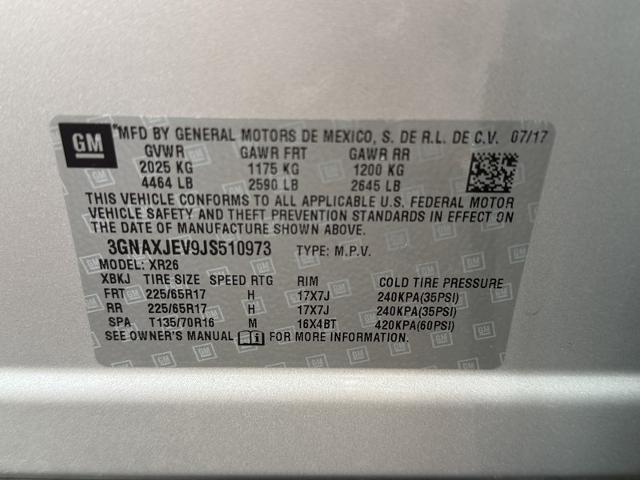 GM
MFD BY GENERAL MOTORS DE MEXICO, S. DE R.L. DE C.V. 07/17
GVWR GAWR FRT GAWR RR
2025 KG 1175 KG 1200 KG
4464 LB 2590 LB 2645 LB
THIS VEHICLE CONFORMS TO ALL APPLICABLE U.S. FEDERAL MOTOR
VEHICLE SAFETY AND THEFT PREVENTION STANDARDS IN EFFECT ON
THE DATE OF MANUFACTURE SHOWN ABOVE.
3GNAXJEV9JS510973 TYPE: M.P.V.
MODEL: XR26
XBKJ TIRE SIZE SPEED RTG RIM COLD TIRE PRESSURE
FRT 225/65R17 H 17X7J 240KPA(35PSI)
RR 225/65R17 H 17X7J 240KPA(35PSI)
SPA T135/70R16 M 16X4BT 420KPA(60PSI)
SEE OWNER'S MANUAL FOR MORE INFORMATION.